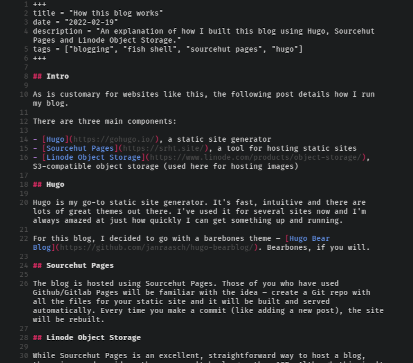 1 +++
2 title = "How this blog works"
3 date = "2022-02-19"
4 description = "An explanation of how I built this blog using Hugo, Sourcehut
Pages and Linode Object Storage."
5 tags = ["blogging", "fish shell", "sourcehut pages", "hugo"]
6 +++
7
8 ## Intro
9
10 As is customary for websites like this, the following post details how I run
my blog.
11
12 There are three main components:
13
14 - [Hugo](https://gohugo.io/), a static site generator
15 - [Sourcehut Pages](https://srht.site/), a tool for hosting static sites
16 - [Linode Object Storage](https://www.linode.com/products/object-storage/),
S3-compatible object storage (used here for hosting images)
17
18 ## Hugo
19
20 Hugo is my go-to static site generator. It's fast, intuitive and there are
lots of great themes out there. I've used it for several sites now and I'm
always amazed at just how quickly I can get something up and running.
21
22 For this blog, I decided to go with a barebones theme – [Hugo Bear
Blog](https://github.com/janraasch/hugo-bearblog/). Bearbones, if you will.
23
24 ## Sourcehut Pages
25
26 The blog is hosted using Sourcehut Pages. Those of you who have used
Github/Gitlab Pages will be familiar with the idea – create a Git repo with
all the files for your static site and it will be built and served
automatically. Every time you make a commit (like adding a new post), the site
will be rebuilt.
27
28 ## Linode Object Storage
29
30 While Sourcehut Pages is an excellent, straightforward way to host a blog,